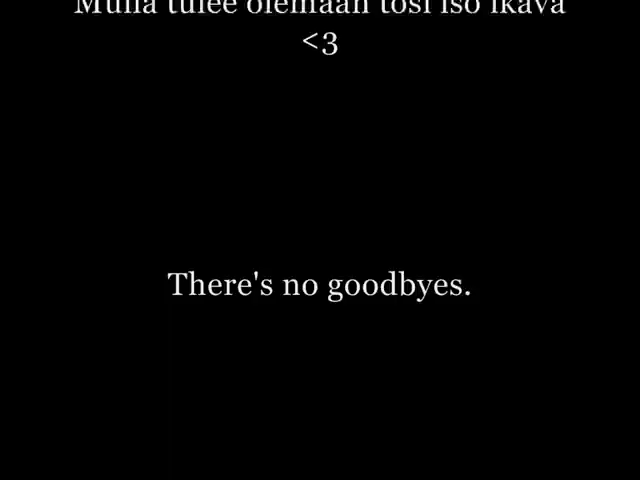 Mulla tulee olemaan tosi iso ikävä
<3
There's no goodbyes.